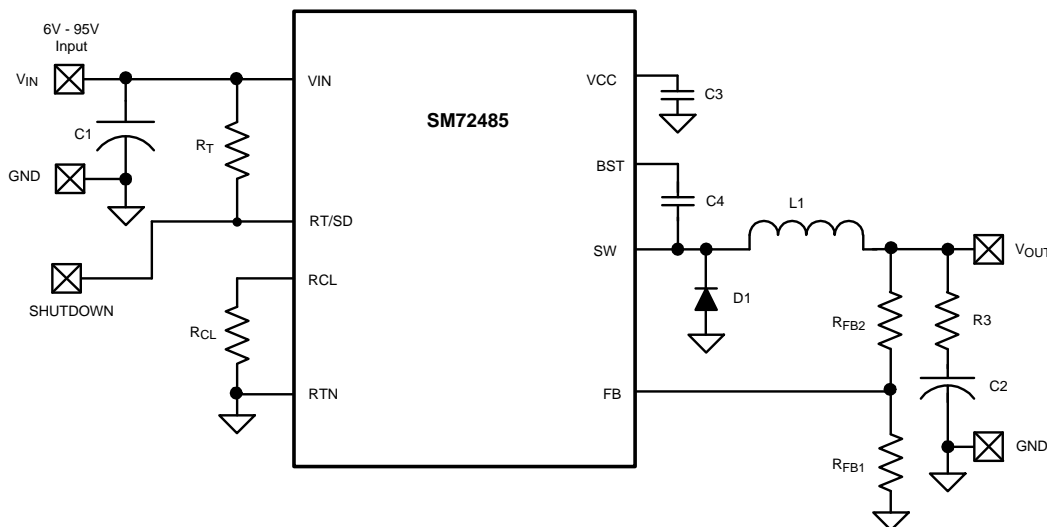 6V - 95V
Input
VIN
C1
GND
RT
SHUTDOWN
RCL
VIN
RT/SD
RCL
RTN
SM72485
VCC
BST
SW
FB
C3
C4
L1
D1
VOUT
RFB2
R3
C2
RFB1
GND